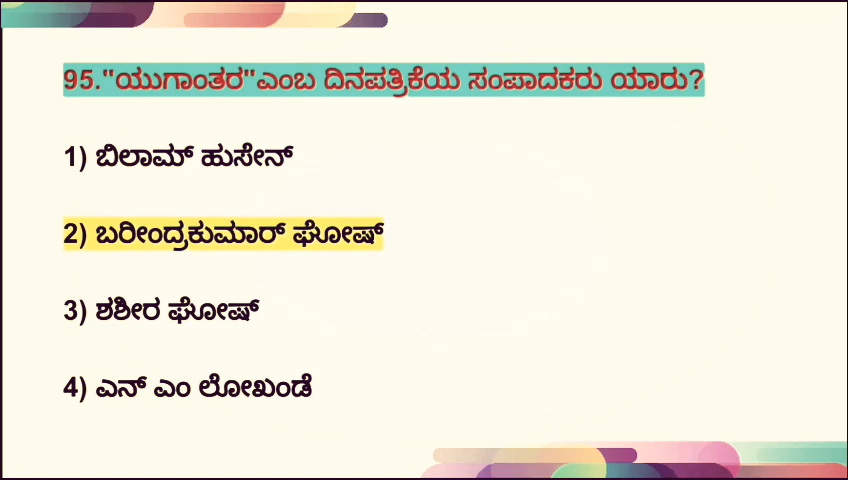 95."ಯುಗಾಂತರ"ಎಂಬ ದಿನಪತ್ರಿಕೆಯ ಸಂಪಾದಕರು ಯಾರು?
1) ಬಿಲಾಮ್ ಹುಸೇನ್
2) ಬರೀಂದ್ರಕುಮಾರ್ ಘೋಷ್
3) ಶಶೀರ ಘೋಷ್
4) ಎನ್ ಎಂ ಲೋಖಂಡೆ